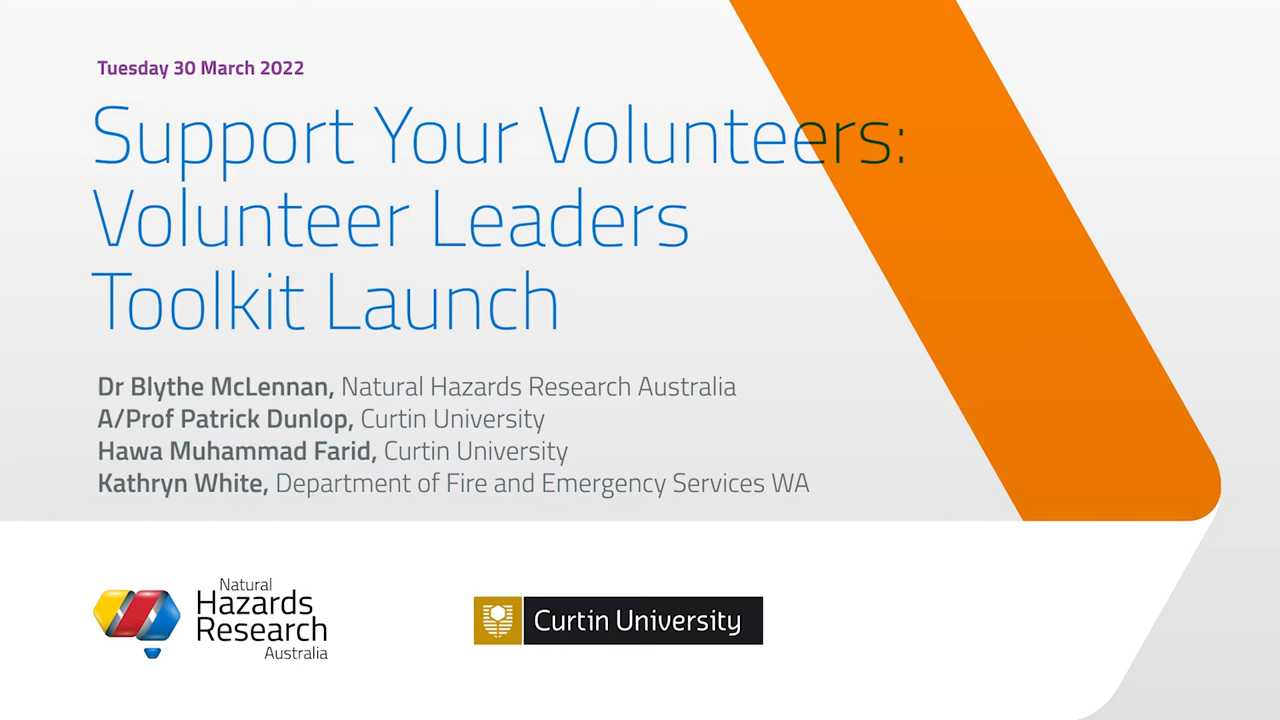 Tuesday 30 March 2022
Support Your Volunteers:
Volunteer Leaders
Toolkit Launch
Dr Blythe McLennan, Natural Hazards Research Australia
A/Prof Patrick Dunlop, Curtin University
Hawa Muhammad Farid, Curtin University
Kathryn White, Department of Fire and Emergency Services WA
Natural
Hazards
Research
Australia
Curtin University